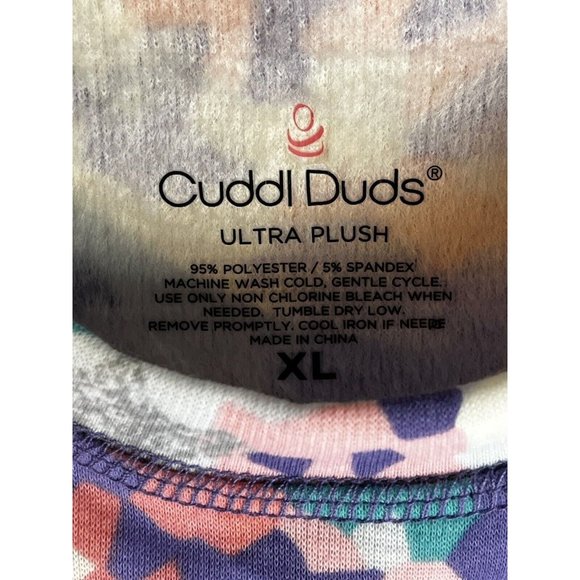 Cuddl Duds®
ULTRA PLUSH
95% POLYESTER / 5% SPANDEX
MACHINE WASH COLD, GENTLE CYCLE.
USE ONLY NON CHLORINE BLEACH WHEN
NEEDED. TUMBLE DRY LOW.
REMOVE PROMPTLY. COOL IRON IF
MADE IN CHINA
XL